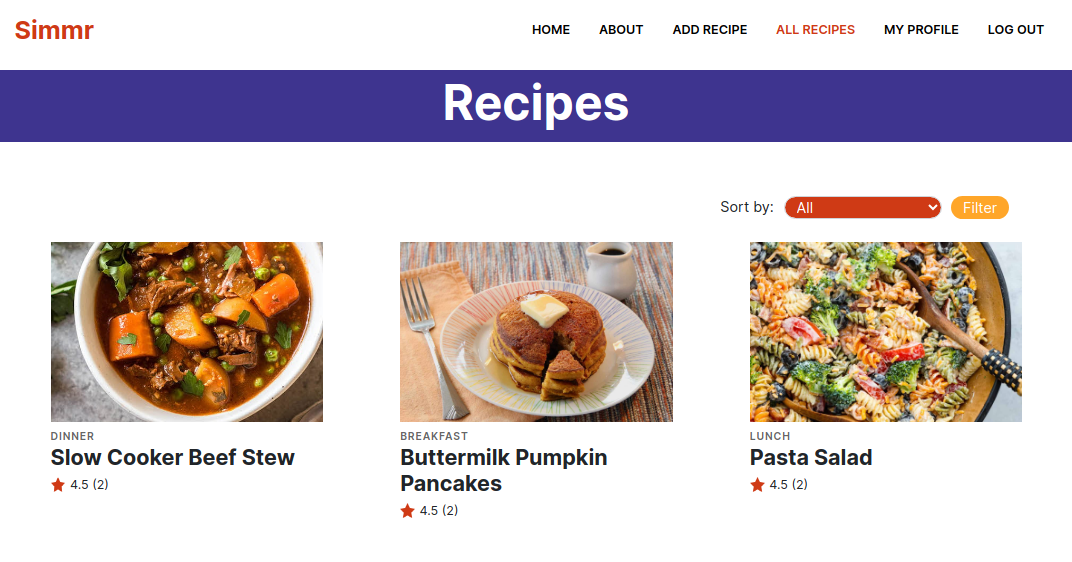 Simmr
HOME ABOUT ADD RECIPE ALL RECIPES MY PROFILE LOG OUT
Recipes
Sort by: All Filter
DINNER
Slow Cooker Beef Stew
4.5 (2)
BREAKFAST
Buttermilk Pumpkin
Pancakes
4.5 (2)
LUNCH
Pasta Salad
4.5 (2)